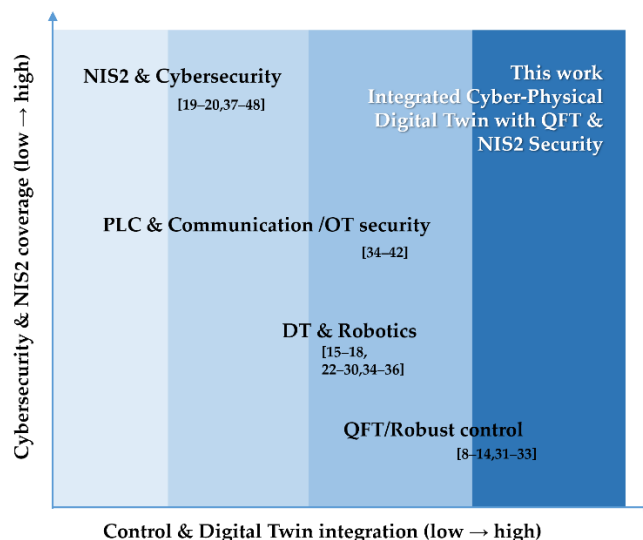 Cybersecurity & NIS2 coverage (low → high)
NIS2 & Cybersecurity
[19–20,37–48]
This work
Integrated Cyber-Physical
Digital Twin with QFT &
NIS2 Security
PLC & Communication /OT security
[34–42]
DT & Robotics
[15–18,
22–30,34–36]
QFT/Robust control
[8–14,31–33]
Control & Digital Twin integration (low → high)